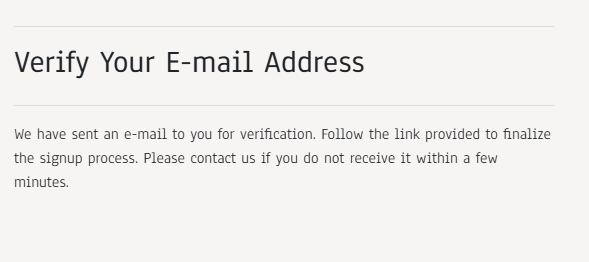 Verify Your E-mail Address
We have sent an e-mail to you for verification. Follow the link provided to finalize
the signup process. Please contact us if you do not receive it within a few
minutes.